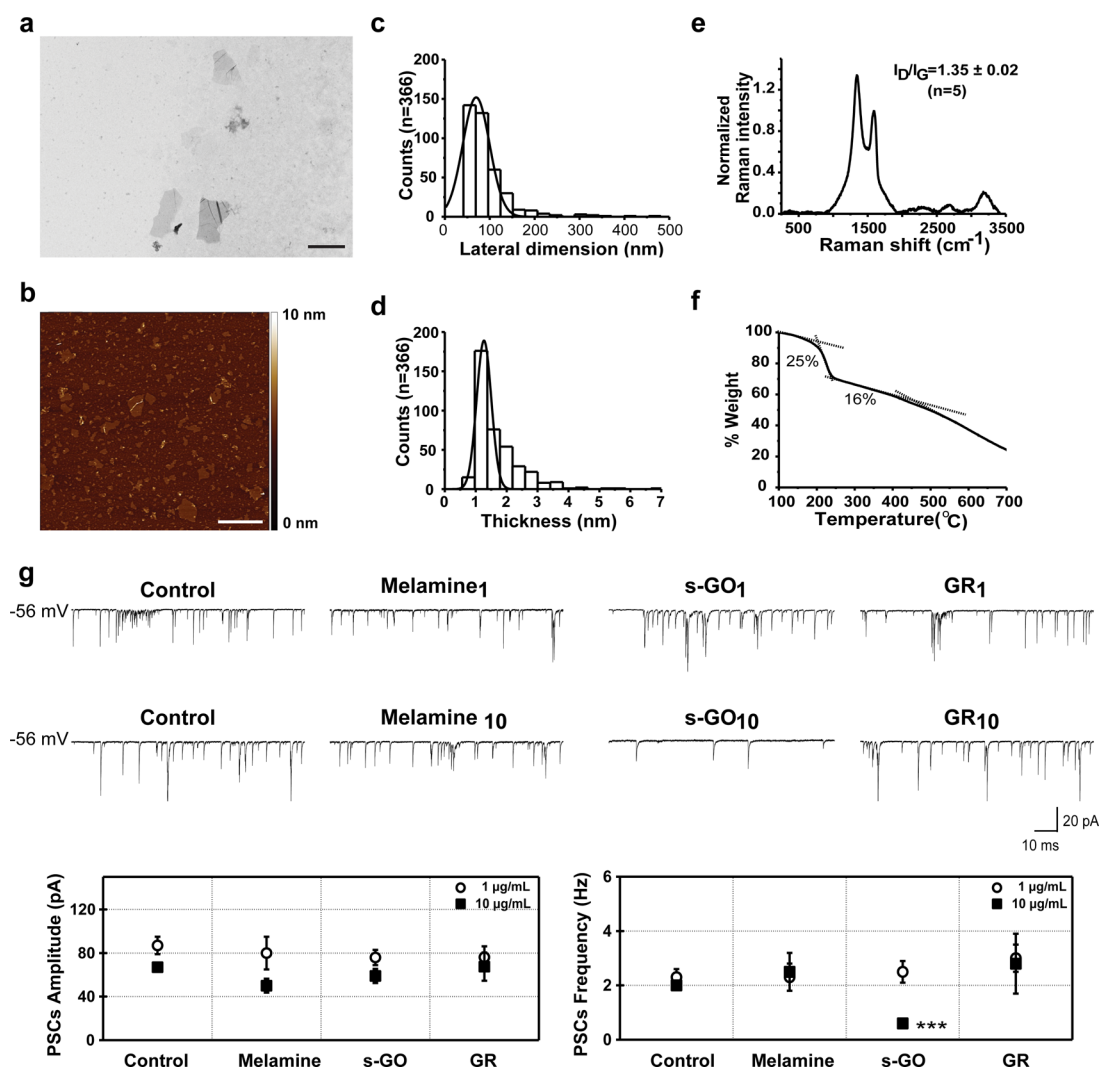 a
b
10 nm
0 nm
c
Counts (n=366)
200
150
100
50
0
0 50 100 200 300 400 500
Lateral dimension (nm)
d
Counts (n=366)
200
150
100
50
0
0 1 2 3 4 5 6 7
Thickness (nm)
e
Normalized
Raman intensity
1.2
0.8
0.4
0.0
ID/IG=1.35 ± 0.02
(n=5)
500 1500 2500 3500
Raman shift (cm-1)
f
% Weight
100
80
60
40
20
0
25%
16%
100 200 300 400 500 600 700
Temperature(°C)
g
Control Melamine1 s-GO1 GR1
-56 mV
Control Melamine 10 s-GO10 GR10
-56 mV
20 pA
10 ms
PSCs Amplitude (pA)
120
80
40
0
1 µg/mL
10 µg/mL
Control Melamine s-GO GR
PSCs Frequency (Hz)
6
4
2
0
1 µg/mL
10 µg/mL
***
Control Melamine s-GO GR